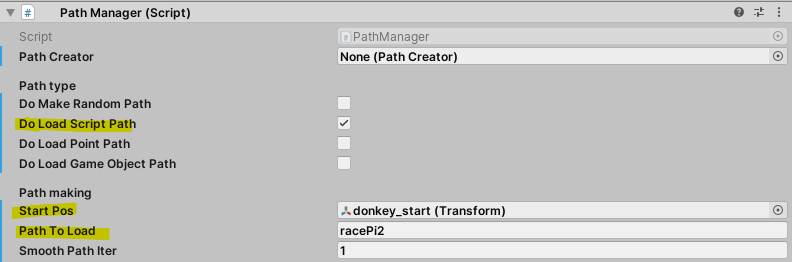 Path Manager (Script)
Script PathManager
Path Creator None (Path Creator)
Path type
Do Make Random Path
Do Load Script Path
Do Load Point Path
Do Load Game Object Path
Path making
Start Pos donkey_start (Transform)
Path To Load racePi2
Smooth Path Iter 1